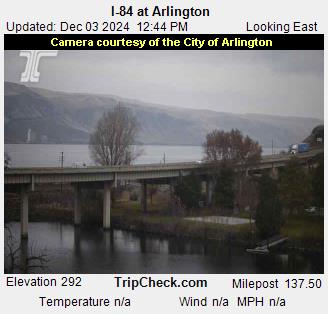 I-84 at Arlington
Updated: Dec 03 2024 12:44 PM Looking East
Camera courtesy of the City of Arlington
Elevation 292 TripCheck.com Milepost 137.50
Temperature n/a Wind n/a MPH n/a